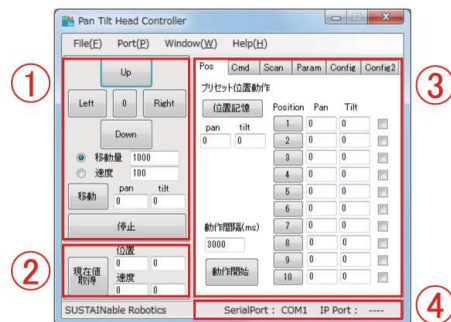 Pan Tilt Head Controller
File(F) Port(P) Window(W) Help(H)
①
Up
Left 0 Right
Down
移動量 1000
速度 100
pan tilt
移動 0 0
停止
②
位置
現在値取得 0 0
速度
0 0
③
Pos Cmd Scan Param Config Config2
プリセット位置動作
位置記憶 Position Pan Tilt
pan tilt
0 0
1 0 0
2 0 0
3 0 0
4 0 0
5 0 0
6 0 0
7 0 0
8 0 0
9 0 0
10 0 0
動作間隔(ms)
3000
動作開始
④
SUSTAINable Robotics SerialPort : COM1 IP Port : ----